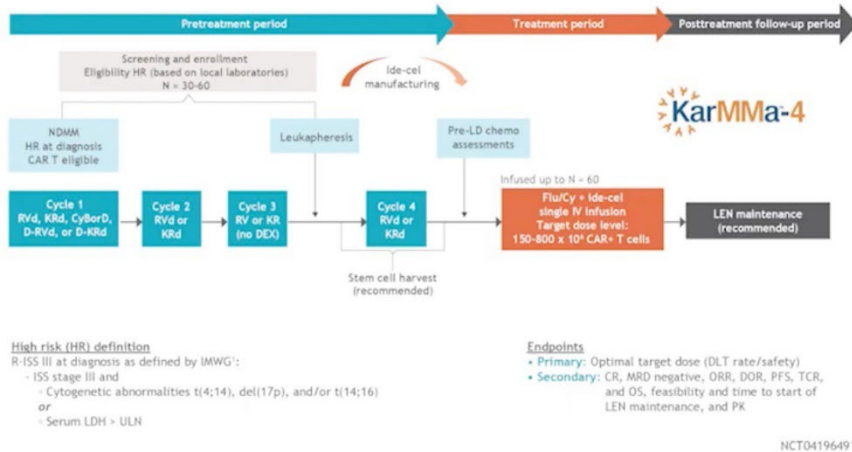 Pretreatment period
Treatment period
Posttreatment follow-up period
Screening and enrollment
Eligibility HR (based on local laboratories)
N = 30-60
Ide-cel
manufacturing
KarMMa-4
NDMM
HR at diagnosis
CAR T eligible
Leukapheresis
Pre-LD chemo
assessments
Infused up to N = 60
Cycle 1
RVd, KRd, CyBorD,
D-RVd, or D-KRd
Cycle 2
RVd or
KRd
Cycle 3
RV or KR
(no DEX)
Cycle 4
RVd or
KRd
Flu/Cy + ide-cel
single IV infusion
Target dose level:
150-800 x 10⁶ CAR+ T cells
LEN maintenance
(recommended)
Stem cell harvest
(recommended)
High risk (HR) definition
R-ISS III at diagnosis as defined by IMWG¹:
- ISS stage III and
◦ Cytogenetic abnormalities t(4;14), del(17p), and/or t(14;16)
or
◦ Serum LDH > ULN
Endpoints
• Primary: Optimal target dose (DLT rate/safety)
• Secondary: CR, MRD negative, ORR, DOR, PFS, TCR,
and OS, feasibility and time to start of
LEN maintenance, and PK
NCT04196491